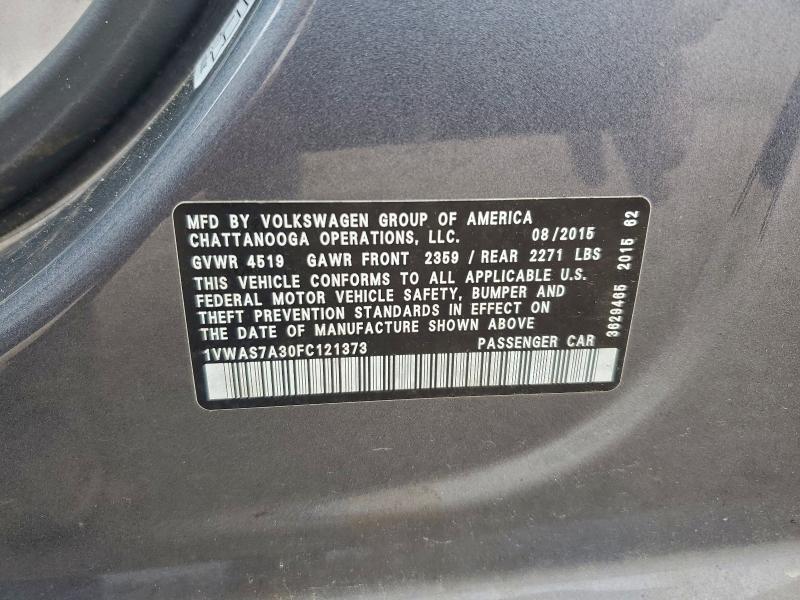 MFD BY VOLKSWAGEN GROUP OF AMERICA
CHATTANOOGA OPERATIONS, LLC. 08/2015
GVWR 4519 GAWR FRONT 2359 / REAR 2271 LBS
THIS VEHICLE CONFORMS TO ALL APPLICABLE U.S.
FEDERAL MOTOR VEHICLE SAFETY, BUMPER AND
THEFT PREVENTION STANDARDS IN EFFECT ON
THE DATE OF MANUFACTURE SHOWN ABOVE
1VWAS7A30FC121373 PASSENGER CAR
3629465 2015 62